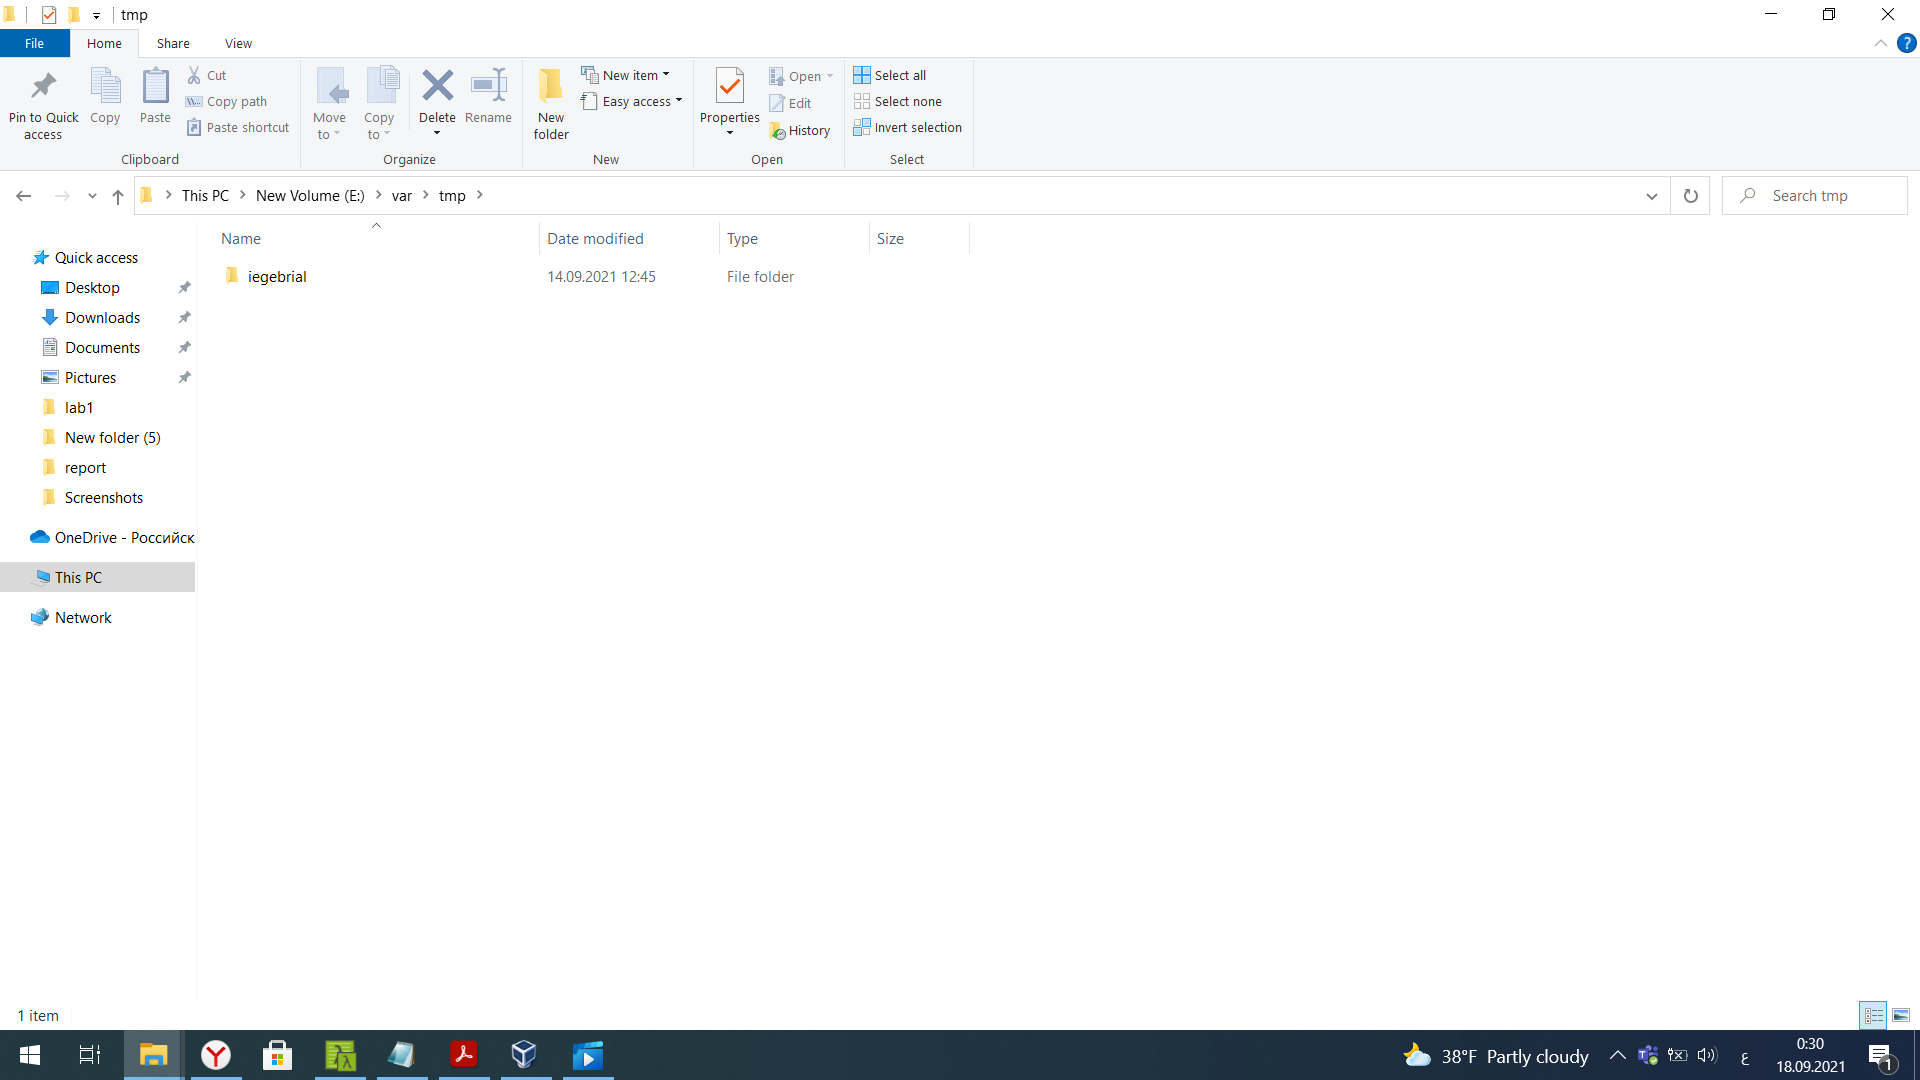 tmp
File Home Share View
Pin to Quick access
Copy
Paste
Cut
Copy path
Paste shortcut
Clipboard
Move to
Copy to
Delete
Rename
Organize
New folder
New item
Easy access
New
Properties
Open
Edit
History
Open
Select all
Select none
Invert selection
Select
This PC New Volume (E:) var tmp
Search tmp
Name Date modified Type Size
iegebrial 14.09.2021 12:45 File folder
Quick access
Desktop
Downloads
Documents
Pictures
lab1
New folder (5)
report
Screenshots
OneDrive - Российск
This PC
Network
1 item
38°F Partly cloudy
ع
0:30
18.09.2021
1